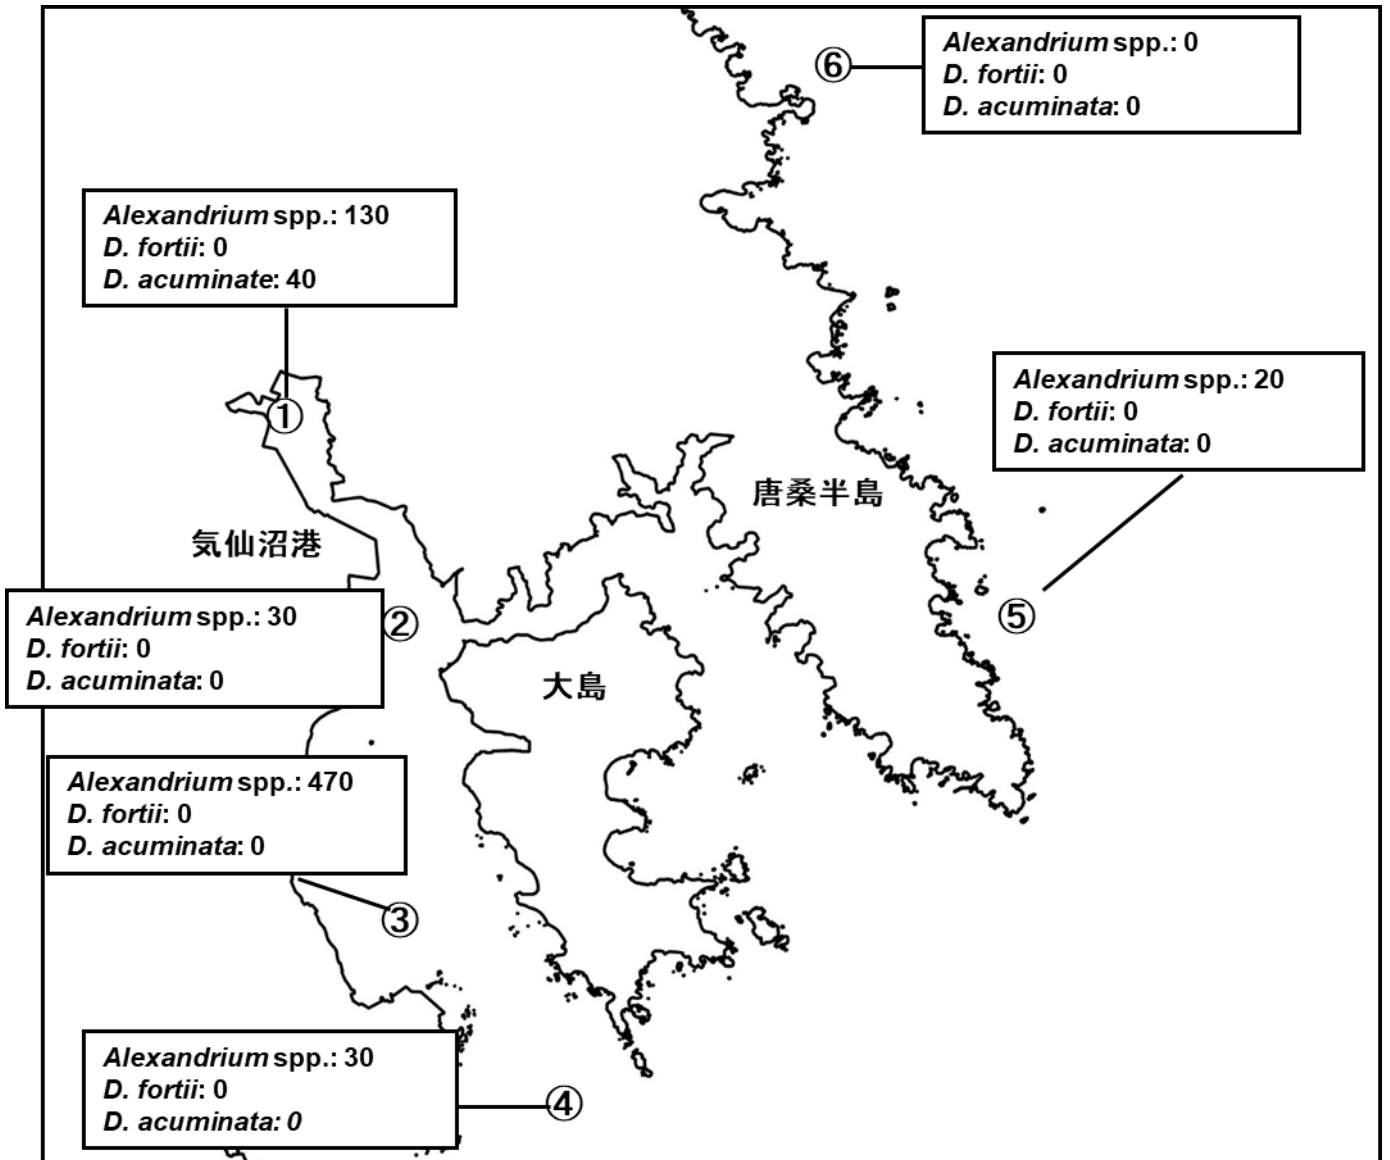 ⑥
Alexandrium spp.: 0
D. fortii: 0
D. acuminata: 0
Alexandrium spp.: 130
D. fortii: 0
D. acuminate: 40
①
Alexandrium spp.: 20
D. fortii: 0
D. acuminata: 0
唐桑半島
気仙沼港
⑤
Alexandrium spp.: 30
D. fortii: 0
D. acuminata: 0
②
大島
Alexandrium spp.: 470
D. fortii: 0
D. acuminata: 0
③
Alexandrium spp.: 30
D. fortii: 0
D. acuminata: 0
④